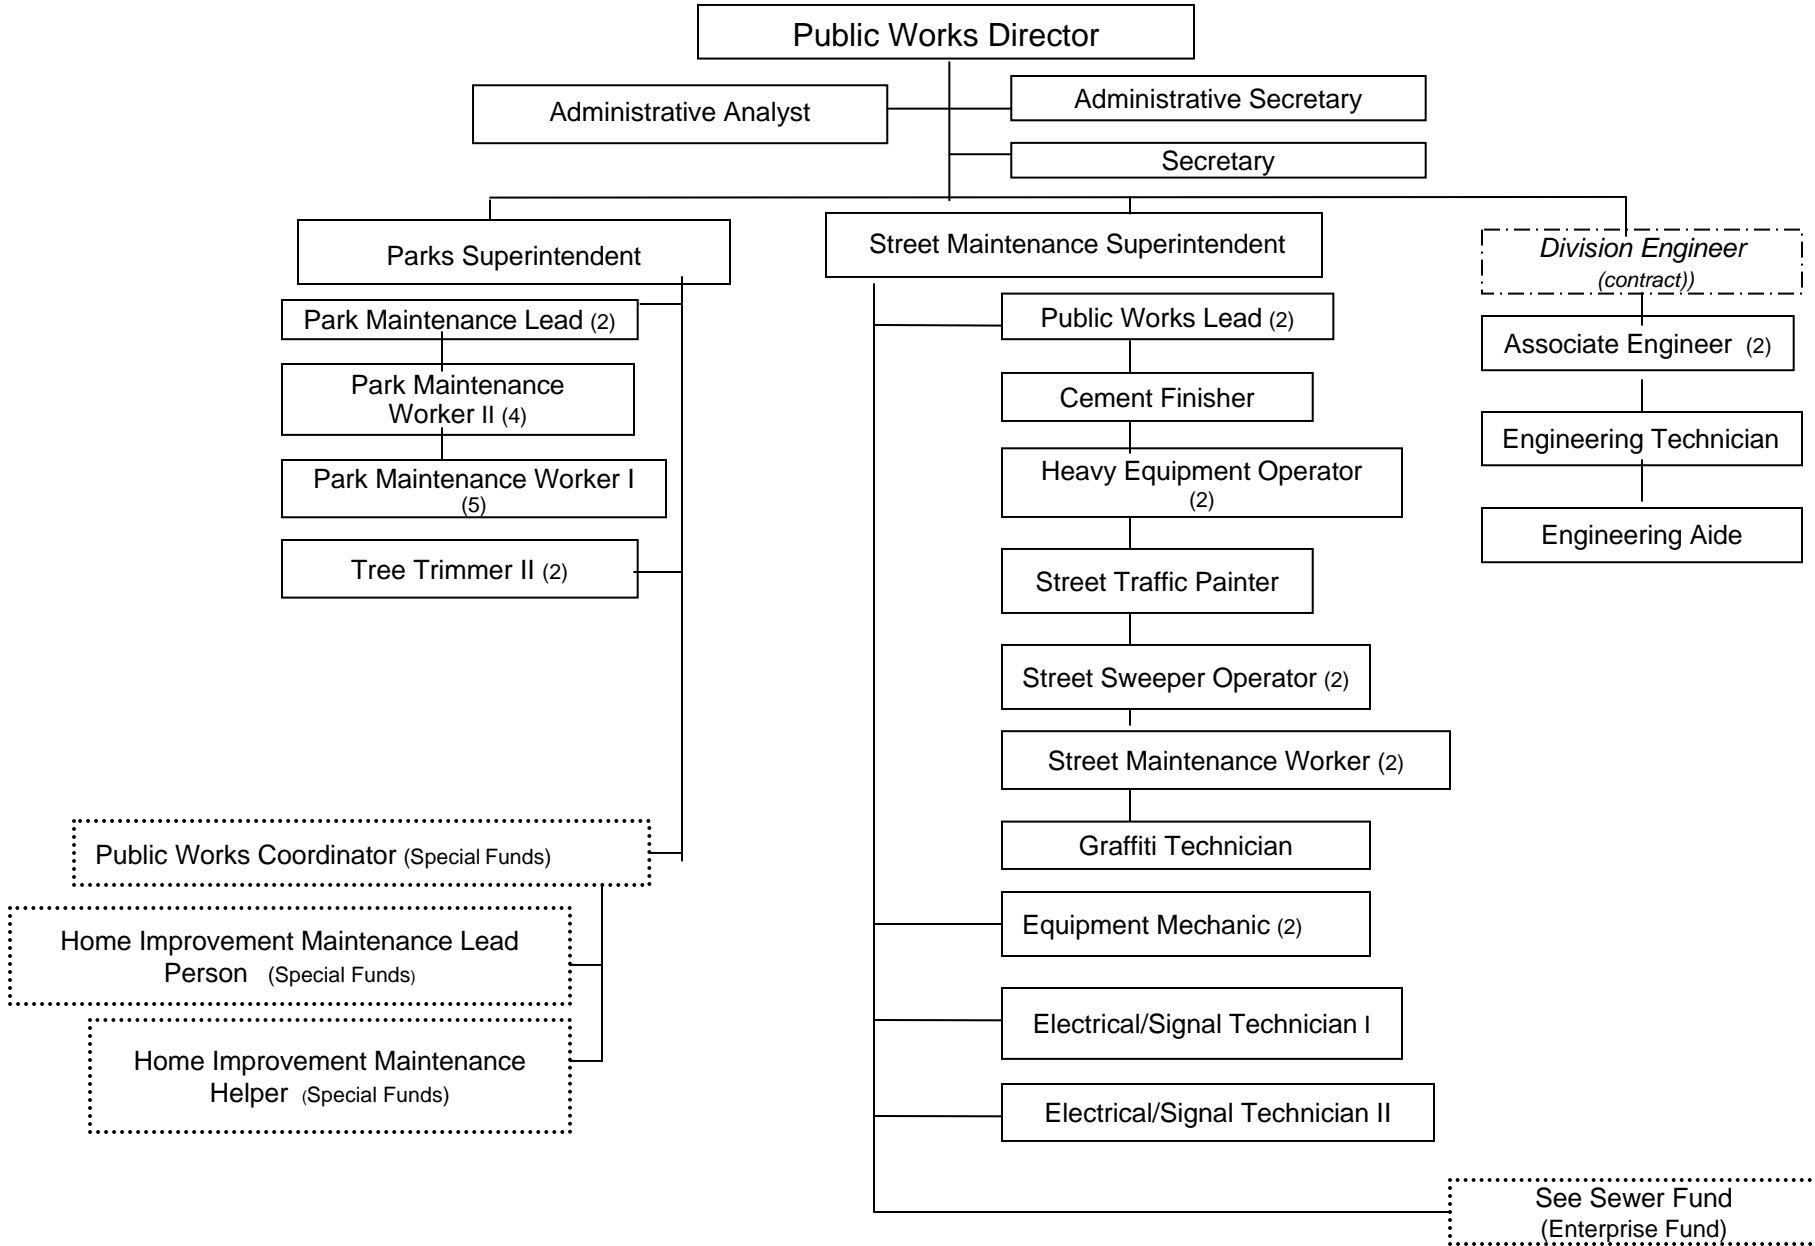 Public Works Director
Administrative Analyst
Administrative Secretary
Secretary
Parks Superintendent
Park Maintenance Lead (2)
Park Maintenance
Worker II (4)
Park Maintenance Worker I
(5)
Tree Trimmer II (2)
Public Works Coordinator (Special Funds)
Home Improvement Maintenance Lead
Person (Special Funds)
Home Improvement Maintenance
Helper (Special Funds)
Street Maintenance Superintendent
Public Works Lead (2)
Cement Finisher
Heavy Equipment Operator
(2)
Street Traffic Painter
Street Sweeper Operator (2)
Street Maintenance Worker (2)
Graffiti Technician
Equipment Mechanic (2)
Electrical/Signal Technician I
Electrical/Signal Technician II
See Sewer Fund
(Enterprise Fund)
Division Engineer
(contract))
Associate Engineer (2)
Engineering Technician
Engineering Aide